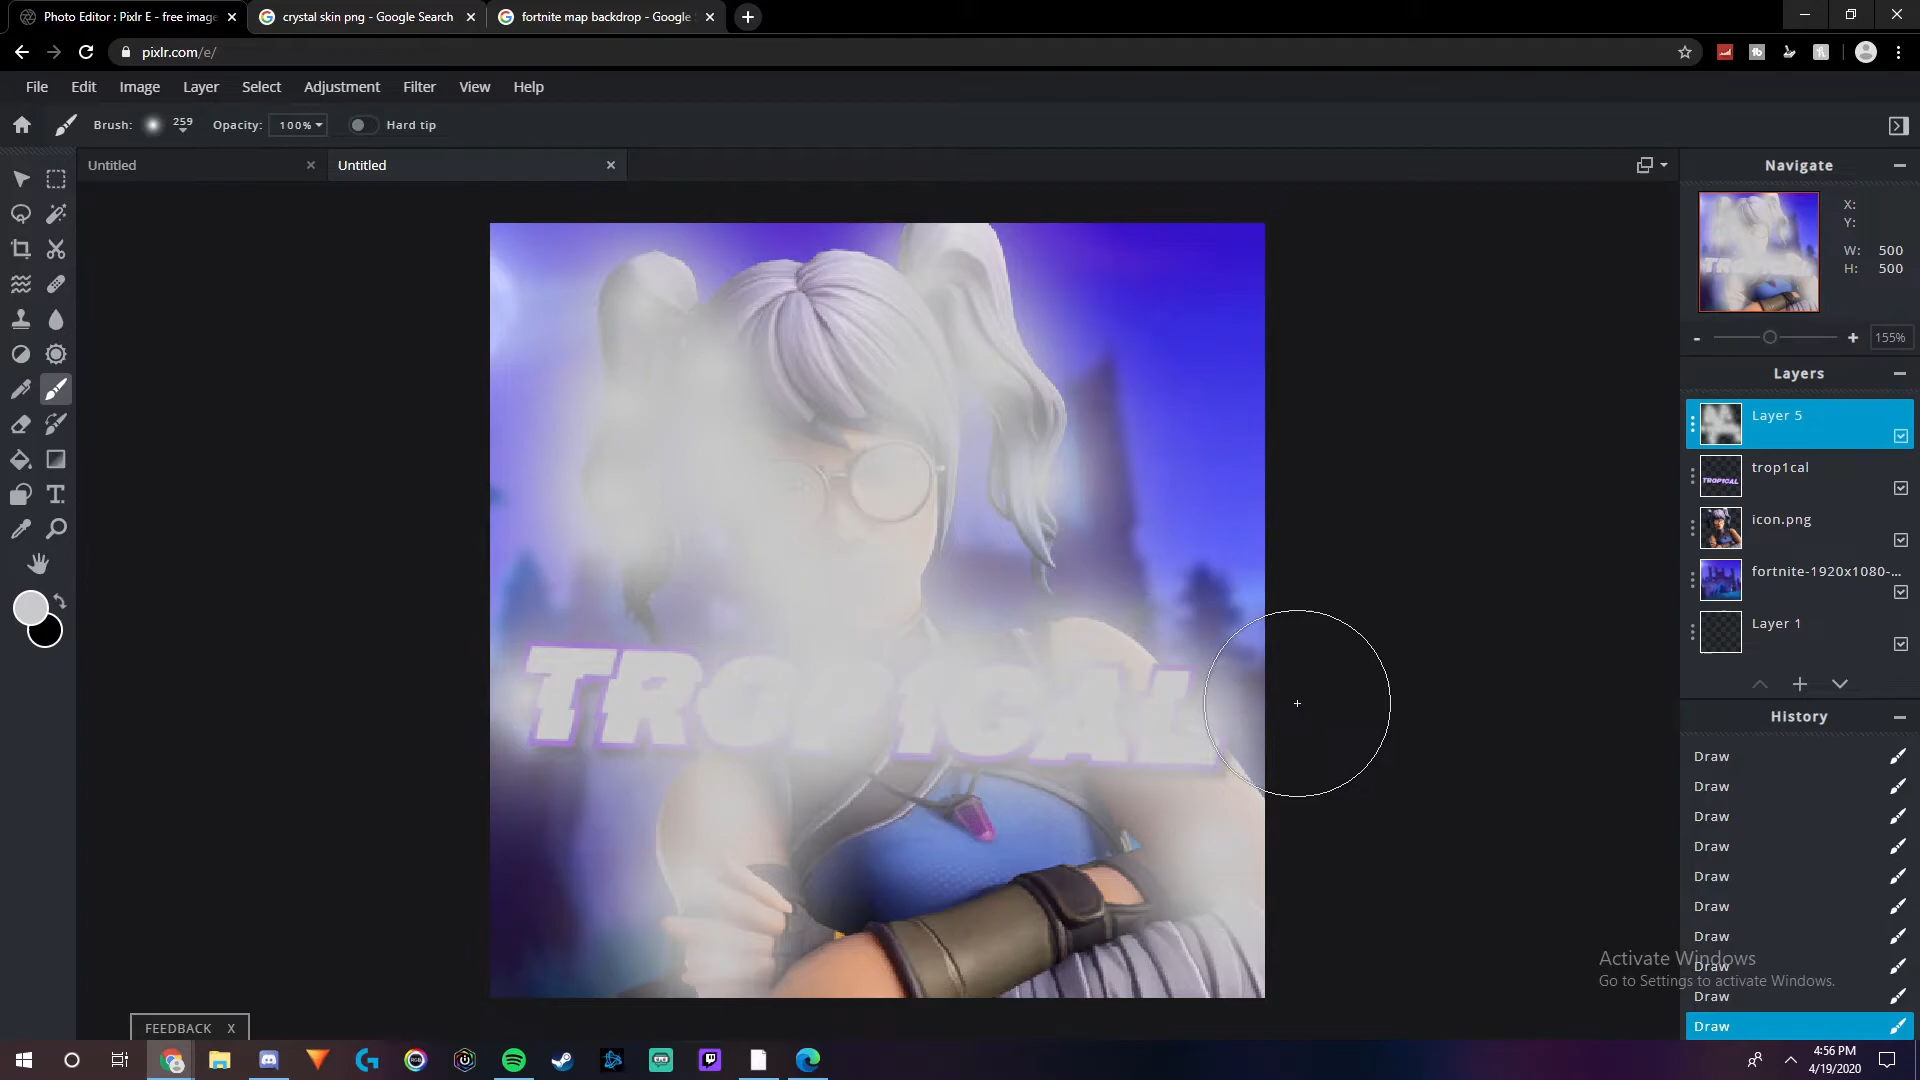 Photo Editor : Pixlr E - free image
crystal skin png - Google Search
fortnite map backdrop - Google
pixlr.com/e/
File Edit Image Layer Select Adjustment Filter View Help
Brush: 259 Opacity: 100% Hard tip
Untitled
Untitled
Navigate
X:
Y:
W: 500
H: 500
155%
Layers
Layer 5
trop1cal
icon.png
fortnite-1920x1080-...
Layer 1
History
Draw
Draw
Draw
Draw
Draw
Draw
Draw
Draw
Draw
Draw
TROP1CAL
Activate Windows
Go to Settings to activate Windows.
FEEDBACK X
4:56 PM
4/19/2020